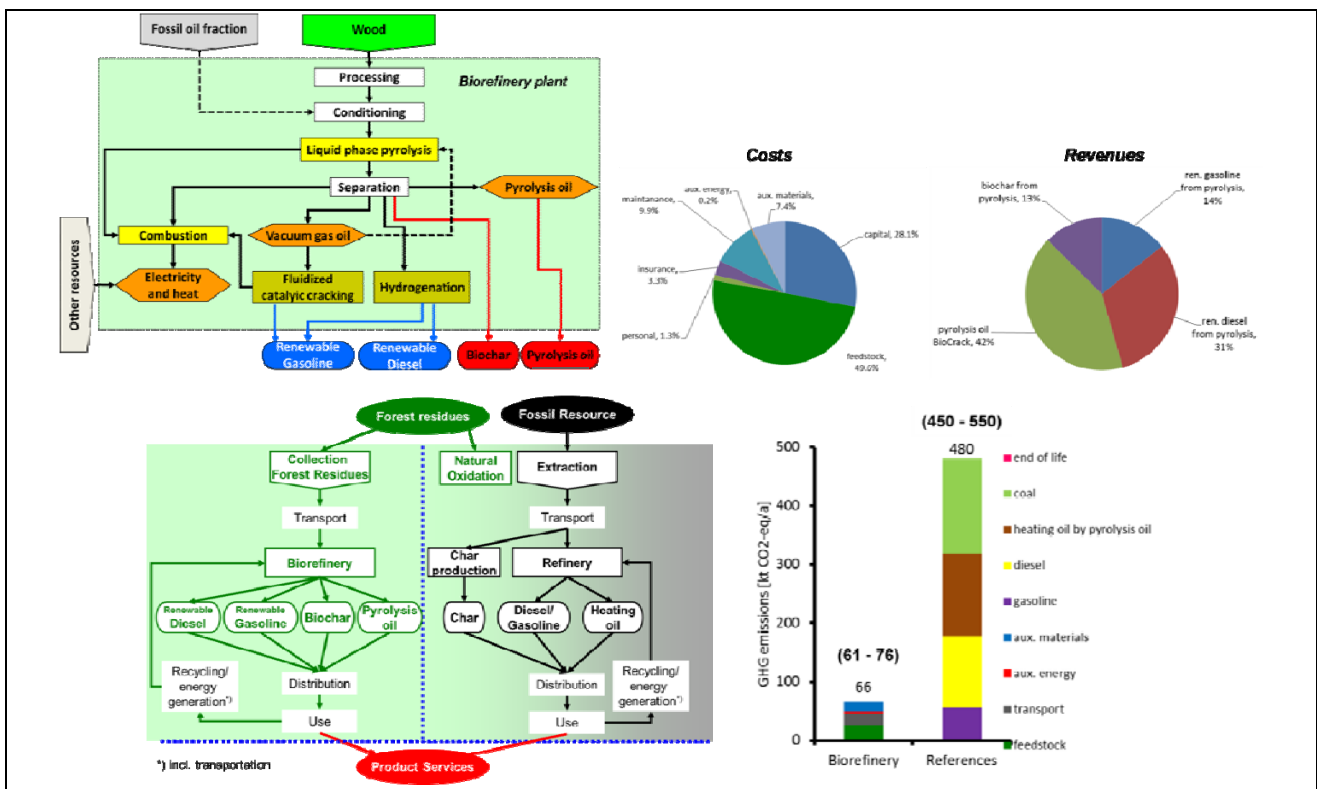 Fossil oil fraction
Wood
Biorefinery plant
Processing
Conditioning
Liquid phase pyrolysis
Separation
Pyrolysis oil
Combustion
Vacuum gas oil
Other resources
Electricity
and heat
Fluidized
catalyic cracking
Hydrogenation
Renewable
Gasoline
Renewable
Diesel
Biochar
Pyrolysis oil
Costs
aux. energy,
0.2%
aux. materials,
7.4%
maintanance,
9.9%
capital, 28.1%
insurance,
3.3%
personal, 1.3%
feedstock,
49.6%
Revenues
biochar from
pyrolysis, 13%
ren. gasoline
from pyrolysis,
14%
pyrolysis oil
BioCrack, 42%
ren. diesel
from pyrolysis,
31%
Forest residues
Fossil Resource
Collection
Forest Residues
Natural
Oxidation
Extraction
Transport
Transport
Biorefinery
Char
production
Refinery
Renewable
Diesel
Renewable
Gasoline
Biochar
Pyrolysis
oil
Char
Diesel/
Gasoline
Heating
oil
Recycling/
energy
generation*)
Distribution
Use
Distribution
Use
Recycling/
energy
generation*)
*) incl. transportation
Product Services
GHG emissions [kt CO2-eq/a]
500
400
300
200
100
0
(61 - 76)
66
(450 - 550)
480
Biorefinery
References
end of life
coal
heating oil by pyrolysis oil
diesel
gasoline
aux. materials
aux. energy
transport
feedstock